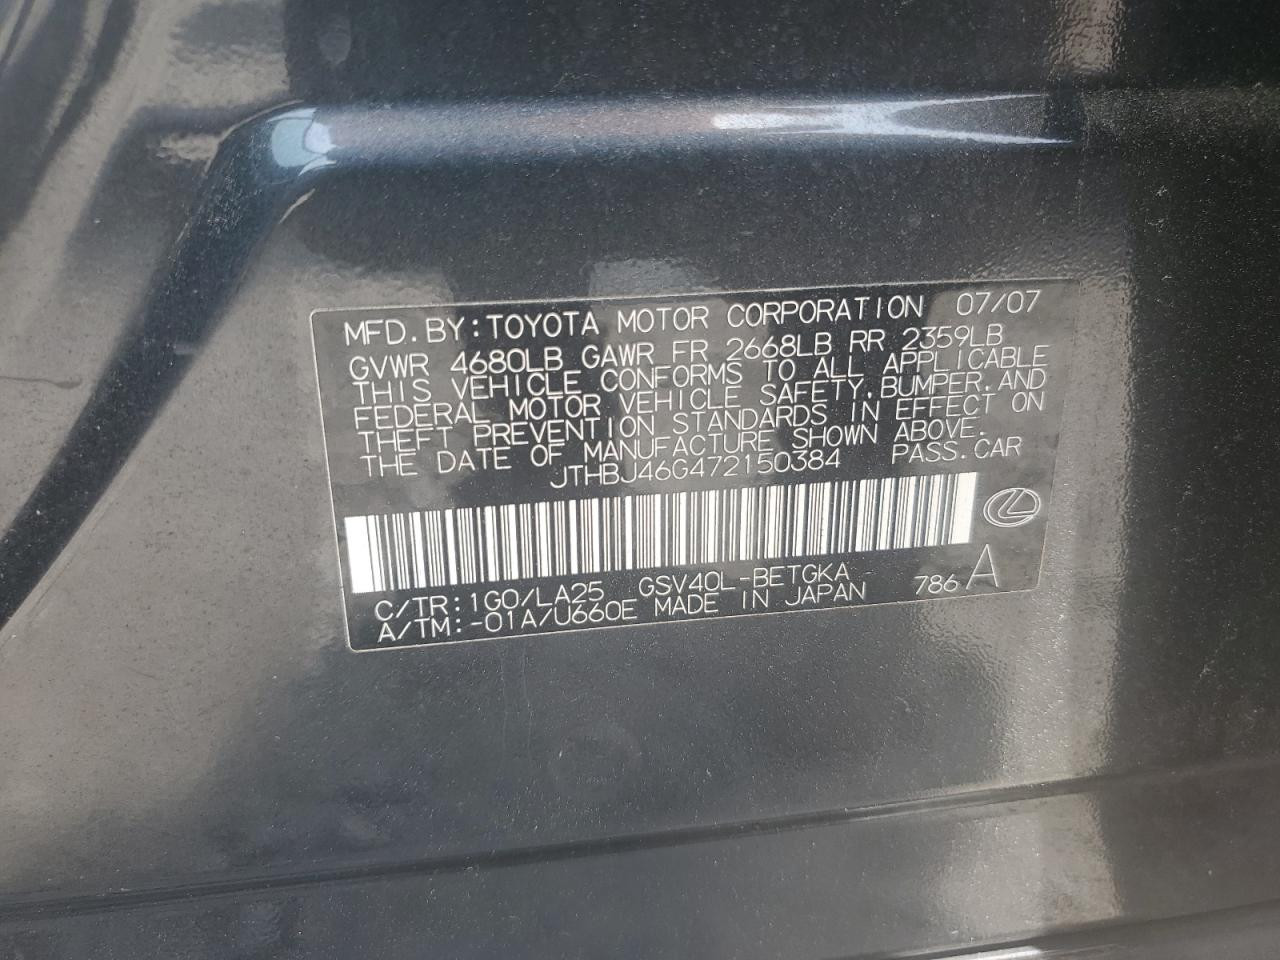 MFD. BY: TOYOTA MOTOR CORPORATION 07/07
GVWR 4680LB GAWR FR 2668LB RR 2359LB
THIS VEHICLE CONFORMS TO ALL APPLICABLE
FEDERAL MOTOR VEHICLE SAFETY, BUMPER, AND
THEFT PREVENTION STANDARDS IN EFFECT ON
THE DATE OF MANUFACTURE SHOWN ABOVE.
JTHBJ46G472150384 PASS. CAR
C/TR: 1G0/LA25 GSV40L-BETGKA 786 A
A/TM: -01A/U660E MADE IN JAPAN